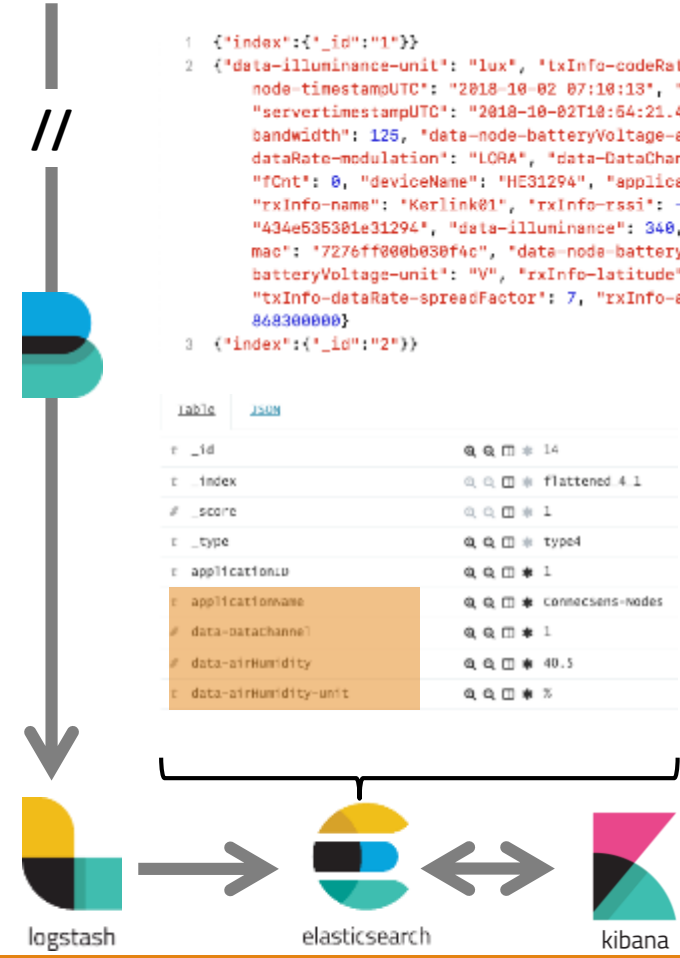 1 {"index":{"_id":"1"}}
2 {"data-illuminance-unit": "lux", "txInfo-codeRat
node-timestampUTC": "2018-10-02 07:10:13", "
"servertimestampUTC": "2018-10-02T10:54:21.4
bandwidth": 125, "data-node-batteryVoltage-a
dataRate-modulation": "LORA", "data-DataChan
"fCnt": 0, "deviceName": "HE31294", "applica
"rxInfo-name": "Kerlink01", "rxInfo-rssi": -
"434e535301e31294", "data-illuminance": 340,
mac": "7276ff000b030f4c", "data-node-battery
batteryVoltage-unit": "V", "rxInfo-latitude"
"txInfo-dataRate-spreadFactor": 7, "rxInfo-a
868300000}
3 {"index":{"_id":"2"}}
//
Table JSON
t _id 14
t _index flattened_4_1
# _score 1
t _type type4
t applicationID 1
t applicationName ConnecSens-Nodes
# data-DataChannel 1
# data-airHumidity 40.5
t data-airHumidity-unit %
logstash elasticsearch kibana